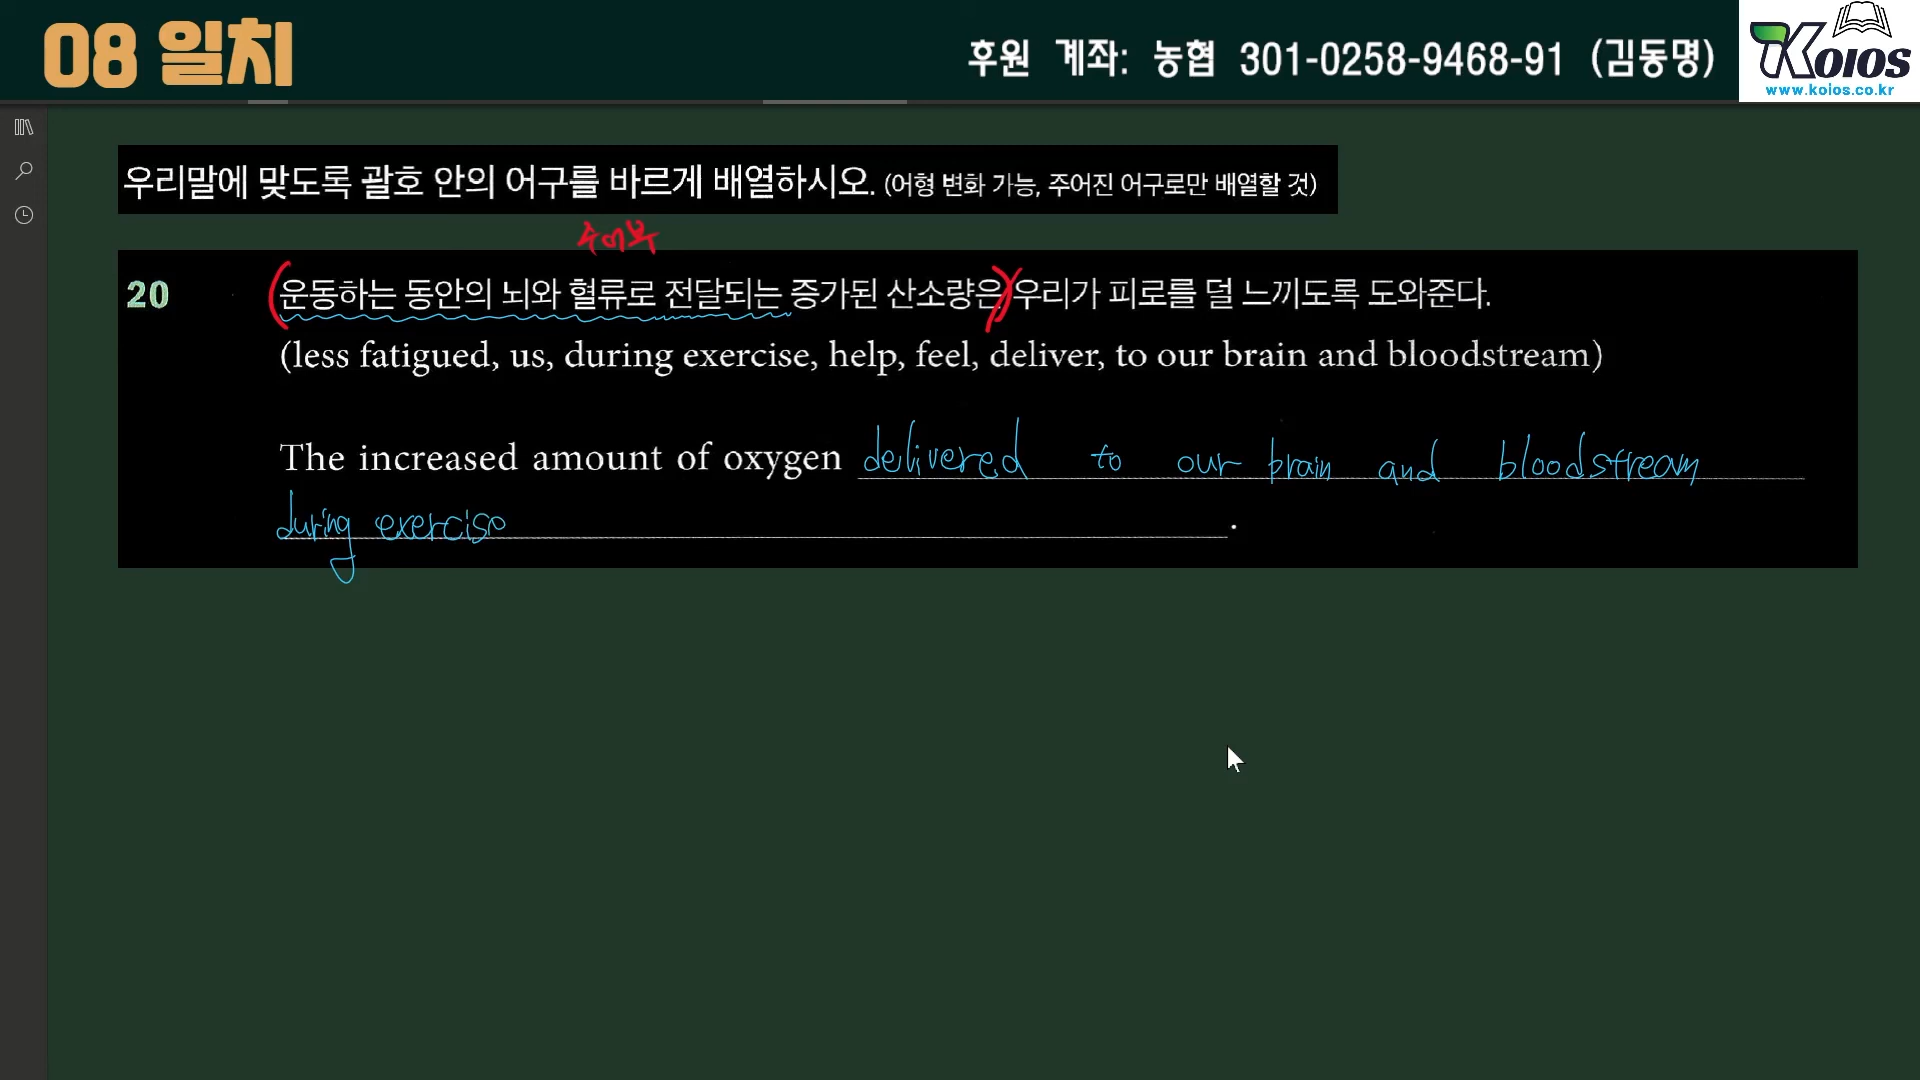 08 일치
후원 계좌: 농협 301-0258-9468-91 (김동명)
KOIOS
www.koios.co.kr
우리말에 맞도록 괄호 안의 어구를 바르게 배열하시오. (어형 변화 가능, 주어진 어구로만 배열할 것)
주어부
20 운동하는 동안의 뇌와 혈류로 전달되는 증가된 산소량은 우리가 피로를 덜 느끼도록 도와준다.
(less fatigued, us, during exercise, help, feel, deliver, to our brain and bloodstream)
The increased amount of oxygen delivered to our brain and bloodstream
during exercise .